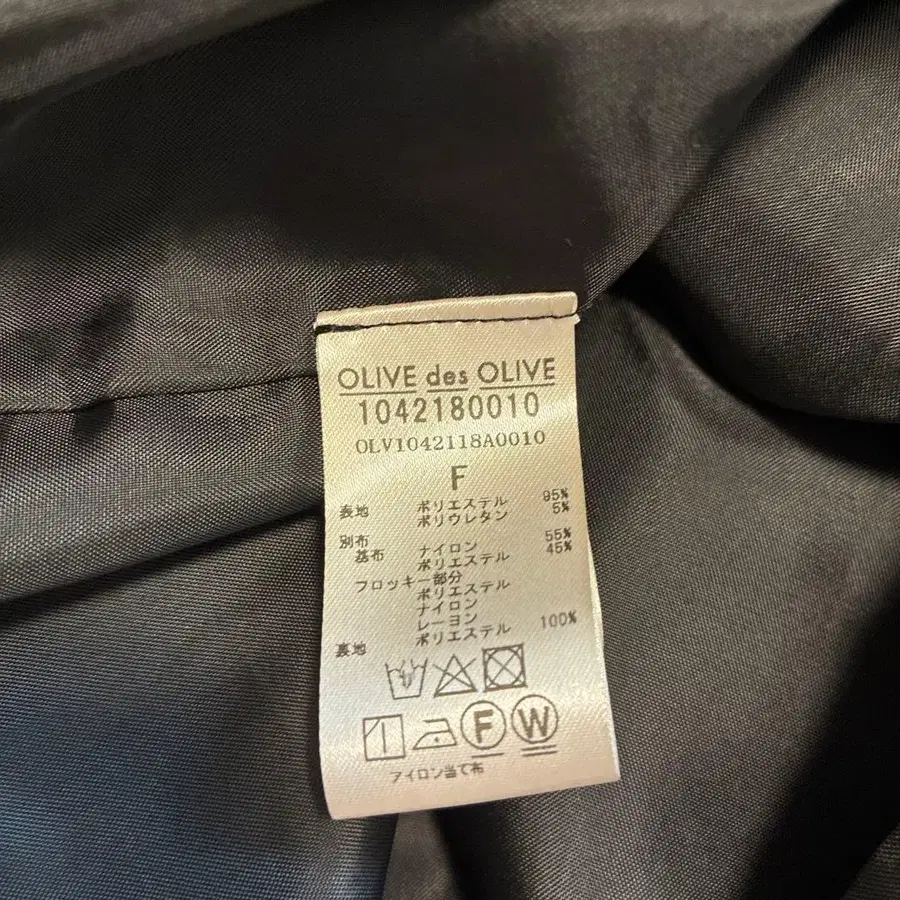 OLIVE des OLIVE
1042180010
OLV1042118A0010
F
表地 ポリエステル 95%
ポリウレタン 5%
別布
基布 ナイロン 55%
ポリエステル 45%
フロッキー部分
ポリエステル
ナイロン
レーヨン
裏地 ポリエステル 100%
F W
アイロン当て布